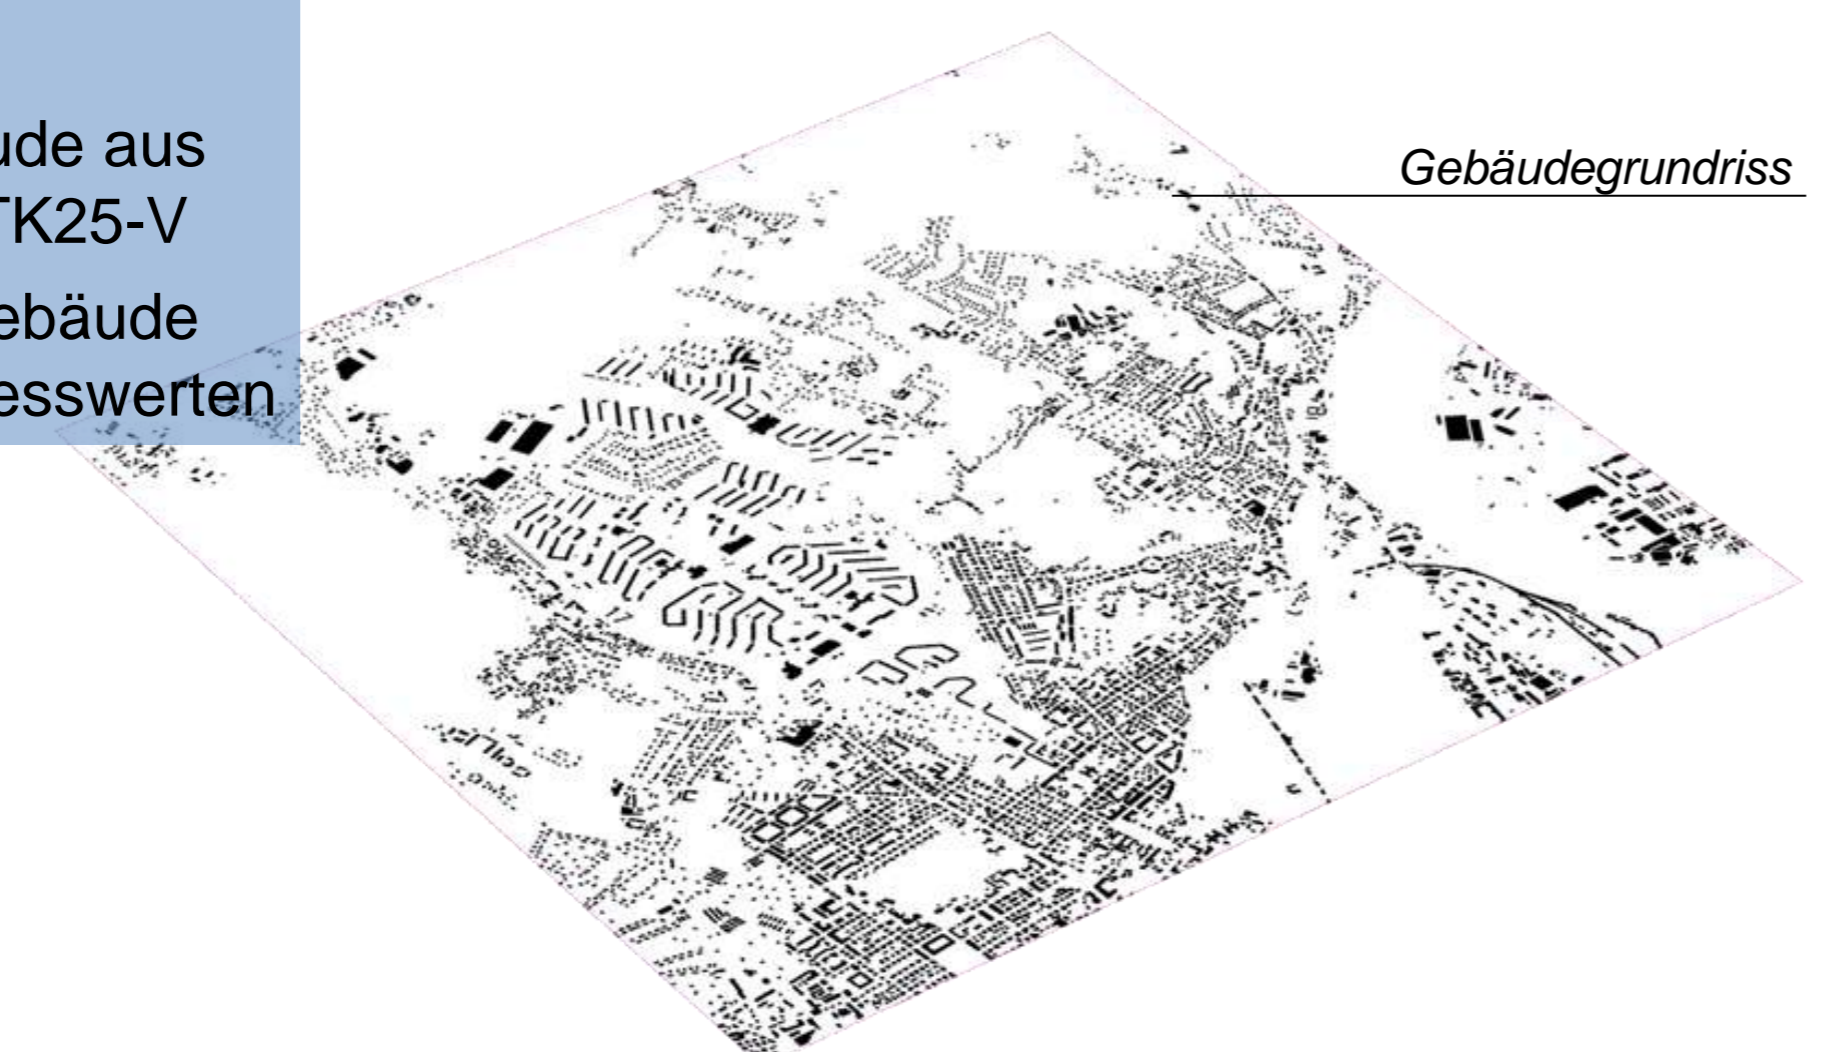 ude aus
TK25-V
ebäude
esswerten
Gebäudegrundriss